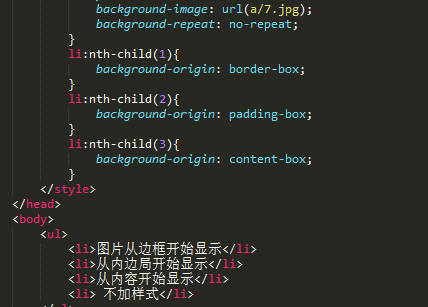 background-image: url(a/7.jpg);
background-repeat: no-repeat;
}
li:nth-child(1){
background-origin: border-box;
}
li:nth-child(2){
background-origin: padding-box;
}
li:nth-child(3){
background-origin: content-box;
}
</style>
</head>
<body>
<ul>
<li>图片从边框开始显示</li>
<li>从内边局开始显示</li>
<li>从内容开始显示</li>
<li> 不加样式</li>